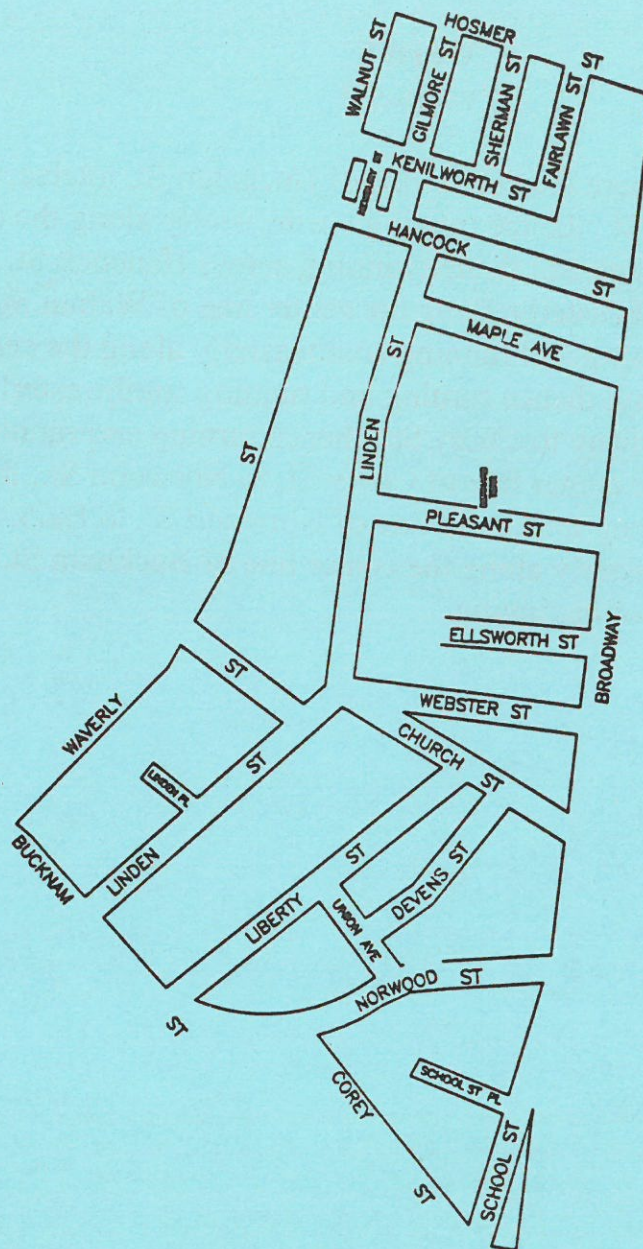 HOSMER ST
WALNUT ST
GILMORE ST
SHERMAN ST
FAIRLAWN ST
KENILWORTH ST
ST
HANCOCK ST
MAPLE AVE
LINDEN ST
ST
PLEASANT ST
ELLSWORTH ST
BROADWAY
WEBSTER ST
CHURCH ST
ST
WAVERLY
LINDEN PL
LINDEN ST
BUCKNAM ST
LIBERTY ST
UNION AVE
DEVENS ST
NORWOOD ST
COREY ST
SCHOOL ST PL
SCHOOL ST